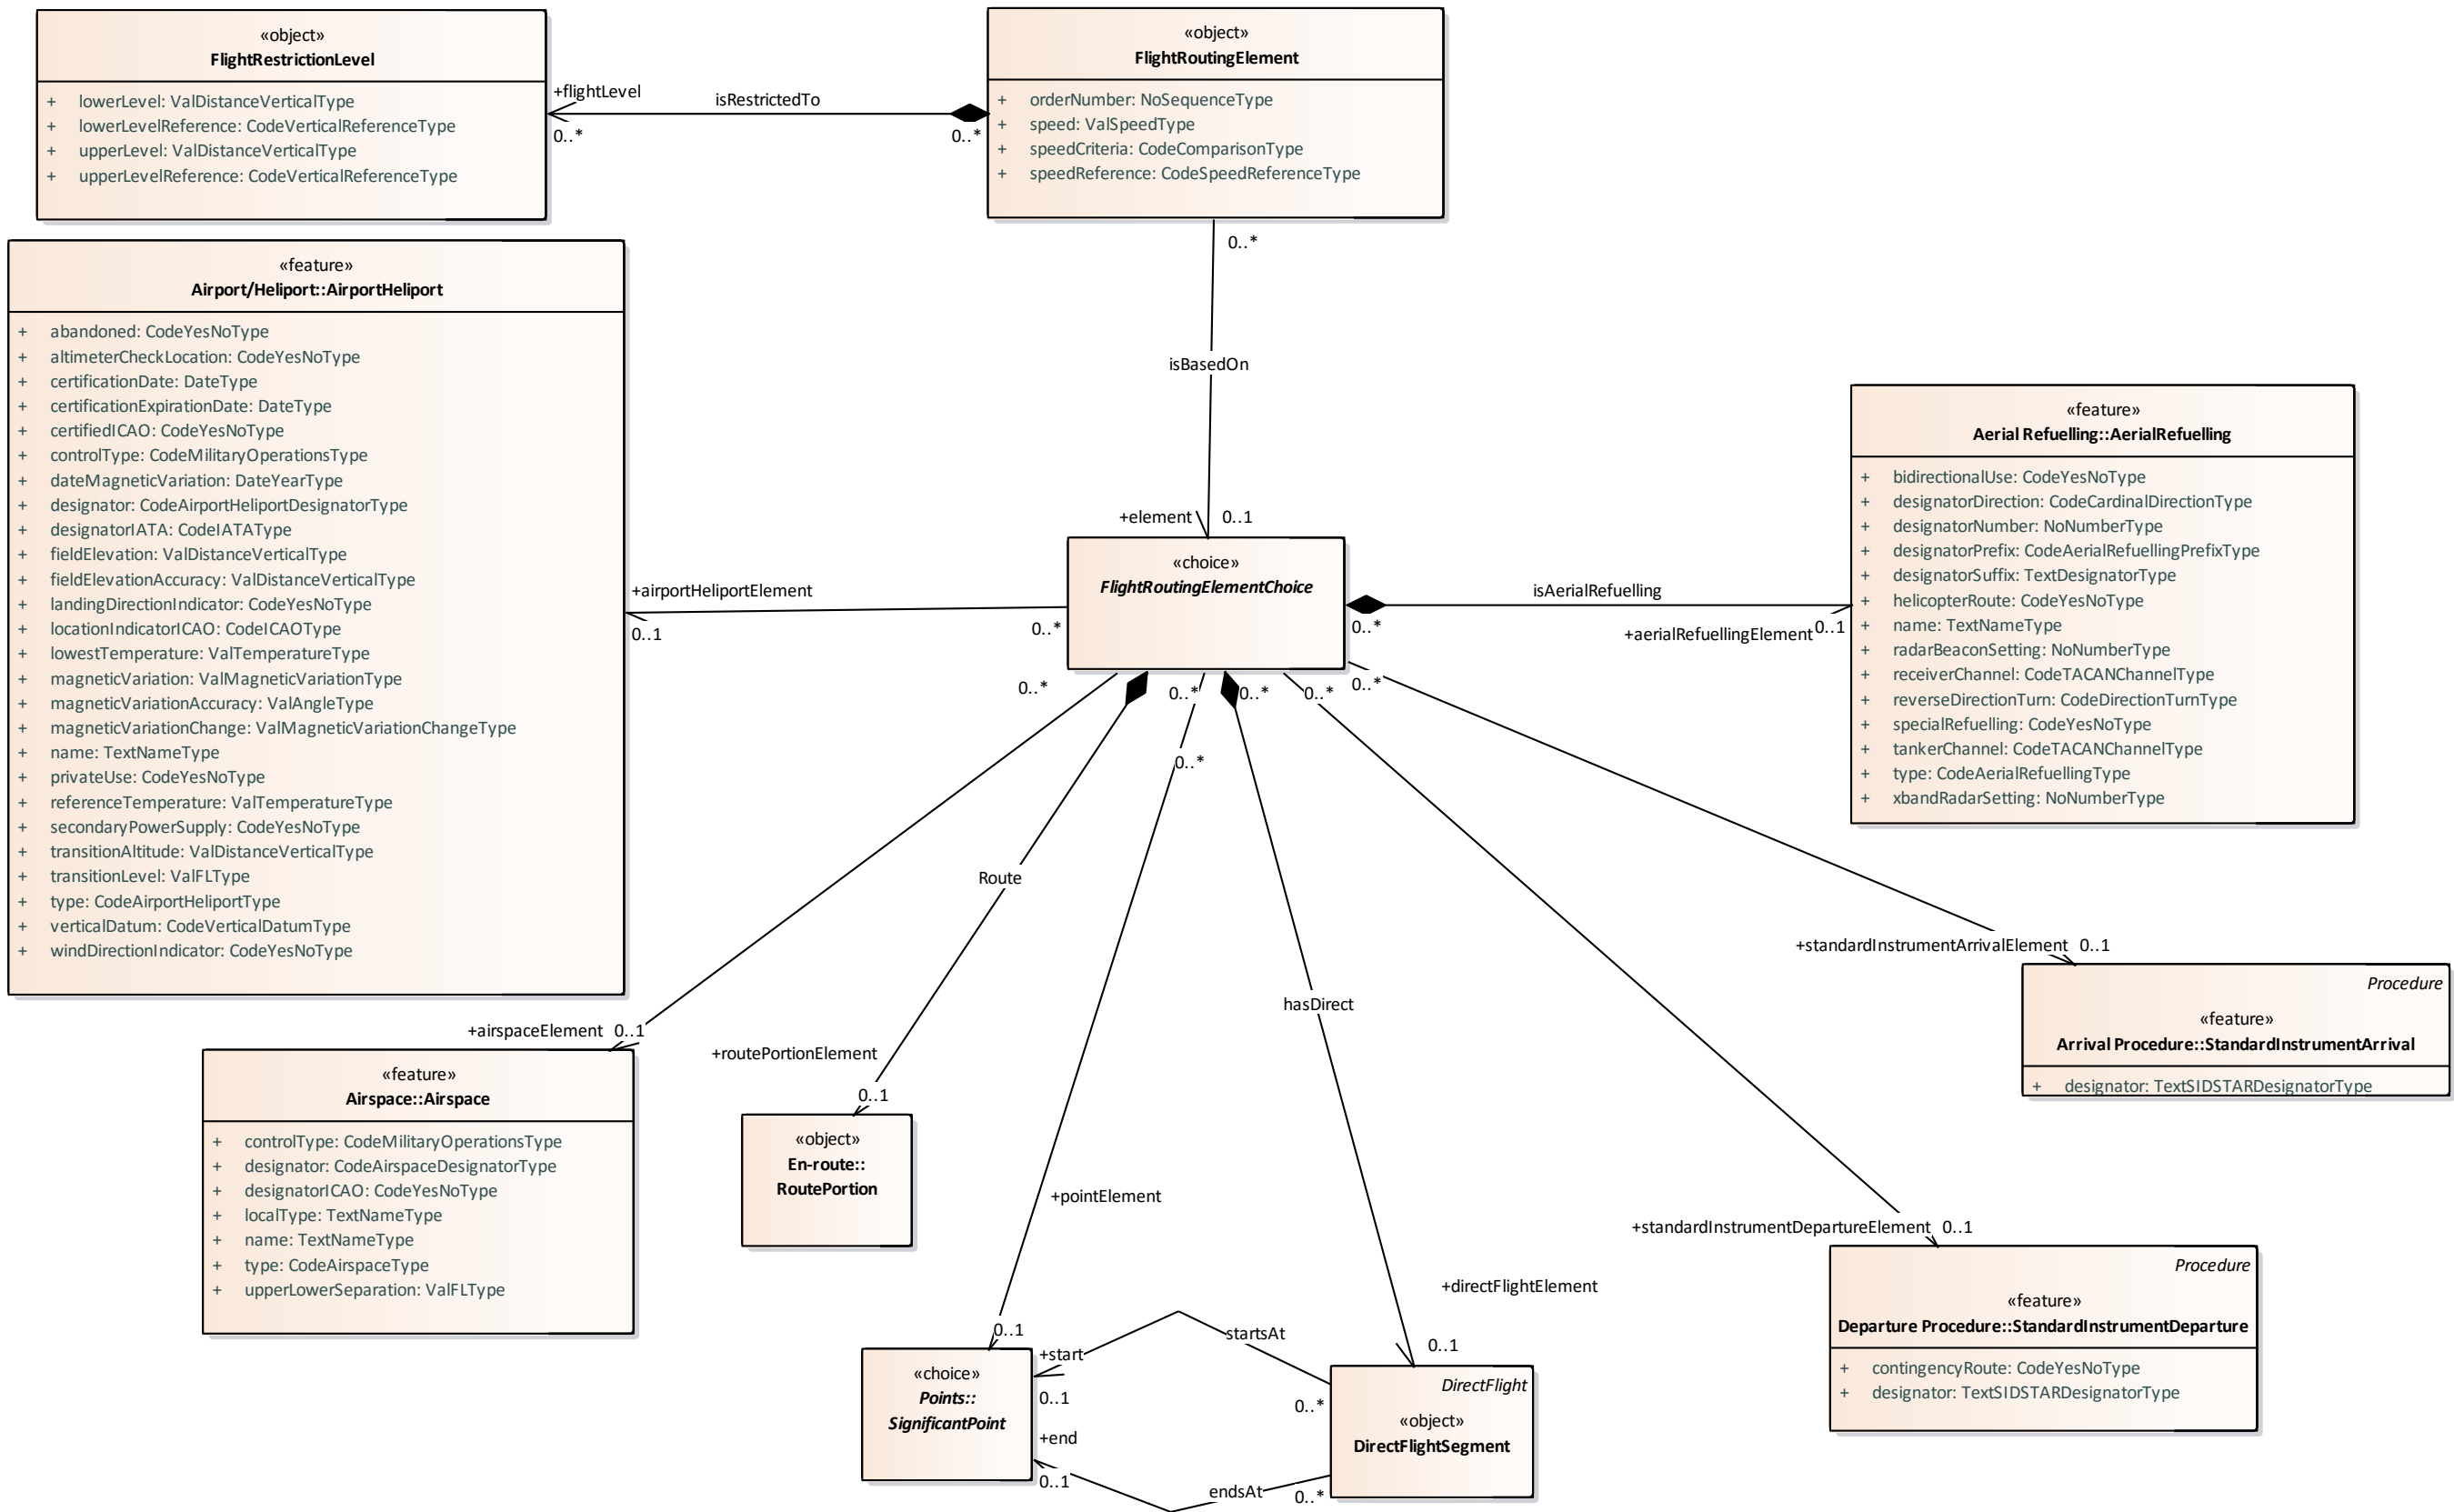 «object»
FlightRestrictionLevel
+ lowerLevel: ValDistanceVerticalType
+ lowerLevelReference: CodeVerticalReferenceType
+ upperLevel: ValDistanceVerticalType
+ upperLevelReference: CodeVerticalReferenceType
+flightLevel
0..*
isRestrictedTo
0..*
«object»
FlightRoutingElement
+ orderNumber: NoSequenceType
+ speed: ValSpeedType
+ speedCriteria: CodeComparisonType
+ speedReference: CodeSpeedReferenceType
0..*
isBasedOn
+element 0..1
«feature»
Airport/Heliport::AirportHeliport
+ abandoned: CodeYesNoType
+ altimeterCheckLocation: CodeYesNoType
+ certificationDate: DateType
+ certificationExpirationDate: DateType
+ certifiedICAO: CodeYesNoType
+ controlType: CodeMilitaryOperationsType
+ dateMagneticVariation: DateYearType
+ designator: CodeAirportHeliportDesignatorType
+ designatorIATA: CodeIATAType
+ fieldElevation: ValDistanceVerticalType
+ fieldElevationAccuracy: ValDistanceVerticalType
+ landingDirectionIndicator: CodeYesNoType
+ locationIndicatorICAO: CodeICAOType
+ lowestTemperature: ValTemperatureType
+ magneticVariation: ValMagneticVariationType
+ magneticVariationAccuracy: ValAngleType
+ magneticVariationChange: ValMagneticVariationChangeType
+ name: TextNameType
+ privateUse: CodeYesNoType
+ referenceTemperature: ValTemperatureType
+ secondaryPowerSupply: CodeYesNoType
+ transitionAltitude: ValDistanceVerticalType
+ transitionLevel: ValFLType
+ type: CodeAirportHeliportType
+ verticalDatum: CodeVerticalDatumType
+ windDirectionIndicator: CodeYesNoType
+airportHeliportElement
0..1
0..*
«choice»
FlightRoutingElementChoice
isAerialRefuelling
0..*
+aerialRefuellingElement 0..1
«feature»
Aerial Refuelling::AerialRefuelling
+ bidirectionalUse: CodeYesNoType
+ designatorDirection: CodeCardinalDirectionType
+ designatorNumber: NoNumberType
+ designatorPrefix: CodeAerialRefuellingPrefixType
+ designatorSuffix: TextDesignatorType
+ helicopterRoute: CodeYesNoType
+ name: TextNameType
+ radarBeaconSetting: NoNumberType
+ receiverChannel: CodeTACANChannelType
+ reverseDirectionTurn: CodeDirectionTurnType
+ specialRefuelling: CodeYesNoType
+ tankerChannel: CodeTACANChannelType
+ type: CodeAerialRefuellingType
+ xbandRadarSetting: NoNumberType
0..*
0..*
0..*
0..*
0..*
0..*
Route
hasDirect
+standardInstrumentArrivalElement 0..1
Procedure
«feature»
Arrival Procedure::StandardInstrumentArrival
+ designator: TextSIDSTARDesignatorType
+airspaceElement 0..1
«feature»
Airspace::Airspace
+ controlType: CodeMilitaryOperationsType
+ designator: CodeAirspaceDesignatorType
+ designatorICAO: CodeYesNoType
+ localType: TextNameType
+ name: TextNameType
+ type: CodeAirspaceType
+ upperLowerSeparation: ValFLType
+routePortionElement
0..1
«object»
En-route::
RoutePortion
+pointElement
0..1
+standardInstrumentDepartureElement 0..1
Procedure
«feature»
Departure Procedure::StandardInstrumentDeparture
+ contingencyRoute: CodeYesNoType
+ designator: TextSIDSTARDesignatorType
+directFlightElement
0..1
«choice»
Points::
SignificantPoint
+start
0..1
startsAt
0..*
+end
0..1
endsAt
0..*
DirectFlight
«object»
DirectFlightSegment